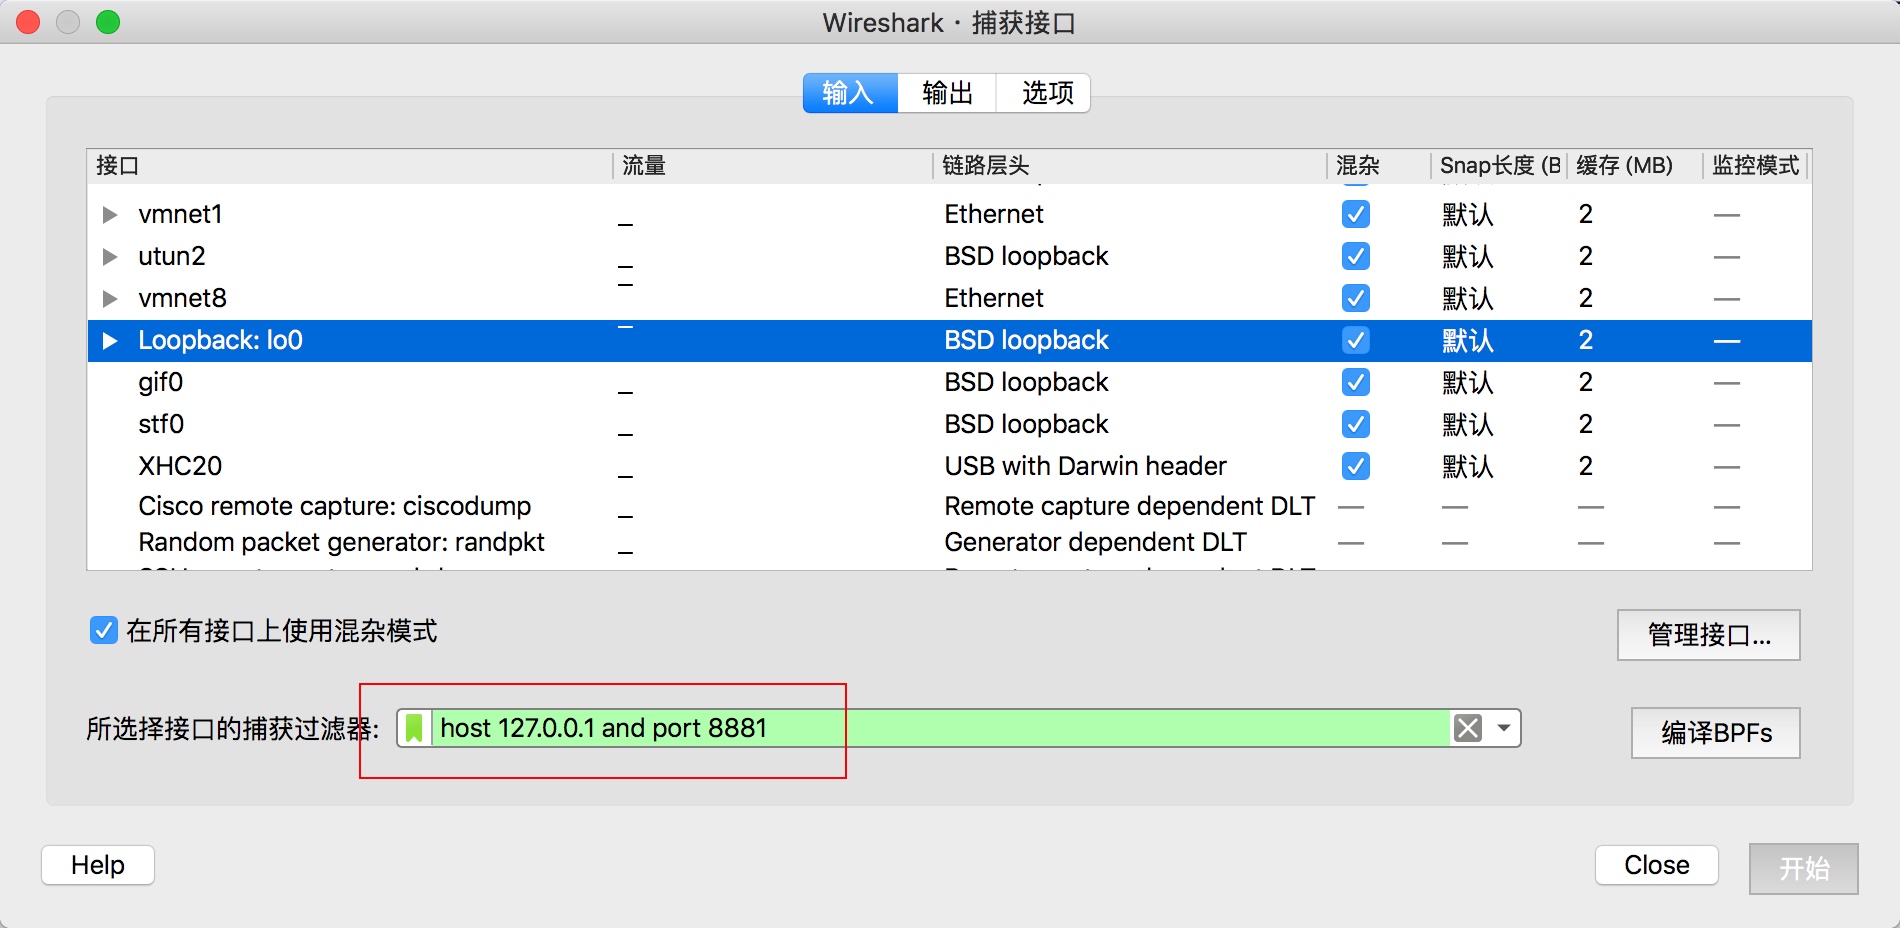 Wireshark · 捕获接口
输入 输出 选项
接口 流量 链路层头 混杂 Snap长度 (B 缓存 (MB) 监控模式
vmnet1 _ Ethernet 默认 2 —
utun2 _ BSD loopback 默认 2 —
vmnet8 Ethernet 默认 2 —
Loopback: lo0 BSD loopback 默认 2 —
gif0 _ BSD loopback 默认 2 —
stf0 _ BSD loopback 默认 2 —
XHC20 _ USB with Darwin header 默认 2 —
Cisco remote capture: ciscodump _ Remote capture dependent DLT — — — —
Random packet generator: randpkt _ Generator dependent DLT — — — —
在所有接口上使用混杂模式
管理接口...
所选择接口的捕获过滤器: host 127.0.0.1 and port 8881
编译BPFs
Help Close 开始